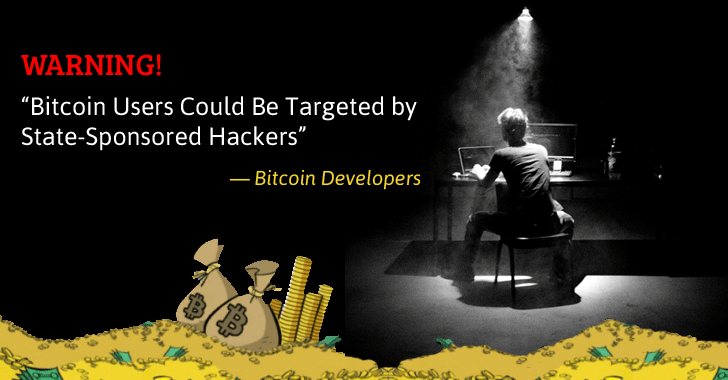 WARNING!
“Bitcoin Users Could Be Targeted by
State-Sponsored Hackers”
— Bitcoin Developers